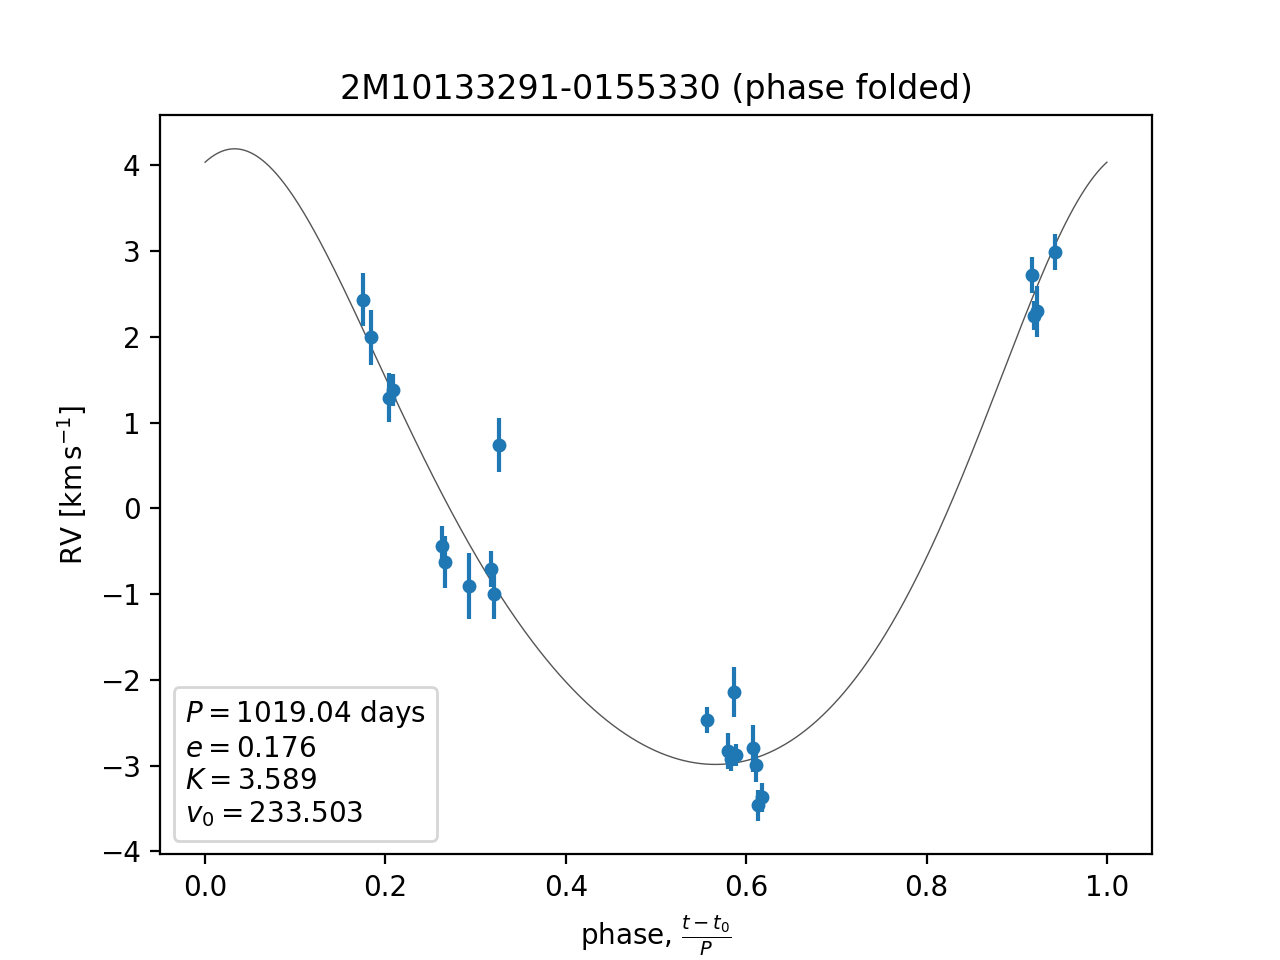 2M10133291-0155330 (phase folded)
RV [km s⁻¹]
4
3
2
1
0
−1
−2
−3
−4
P = 1019.04 days
e = 0.176
K = 3.589
v₀ = 233.503
0.0 0.2 0.4 0.6 0.8 1.0
phase, (t − t₀)/P